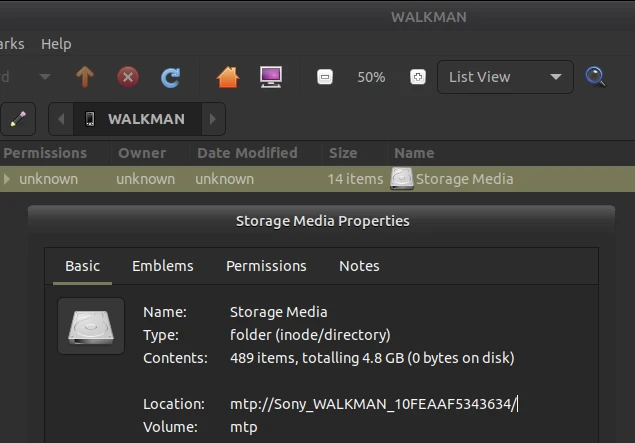 WALKMAN
arks Help
d 50% List View
WALKMAN
Permissions Owner Date Modified Size Name
unknown unknown unknown 14 items Storage Media
Storage Media Properties
Basic Emblems Permissions Notes
Name: Storage Media
Type: folder (inode/directory)
Contents: 489 items, totalling 4.8 GB (0 bytes on disk)
Location: mtp://Sony_WALKMAN_10FEAAF5343634/
Volume: mtp